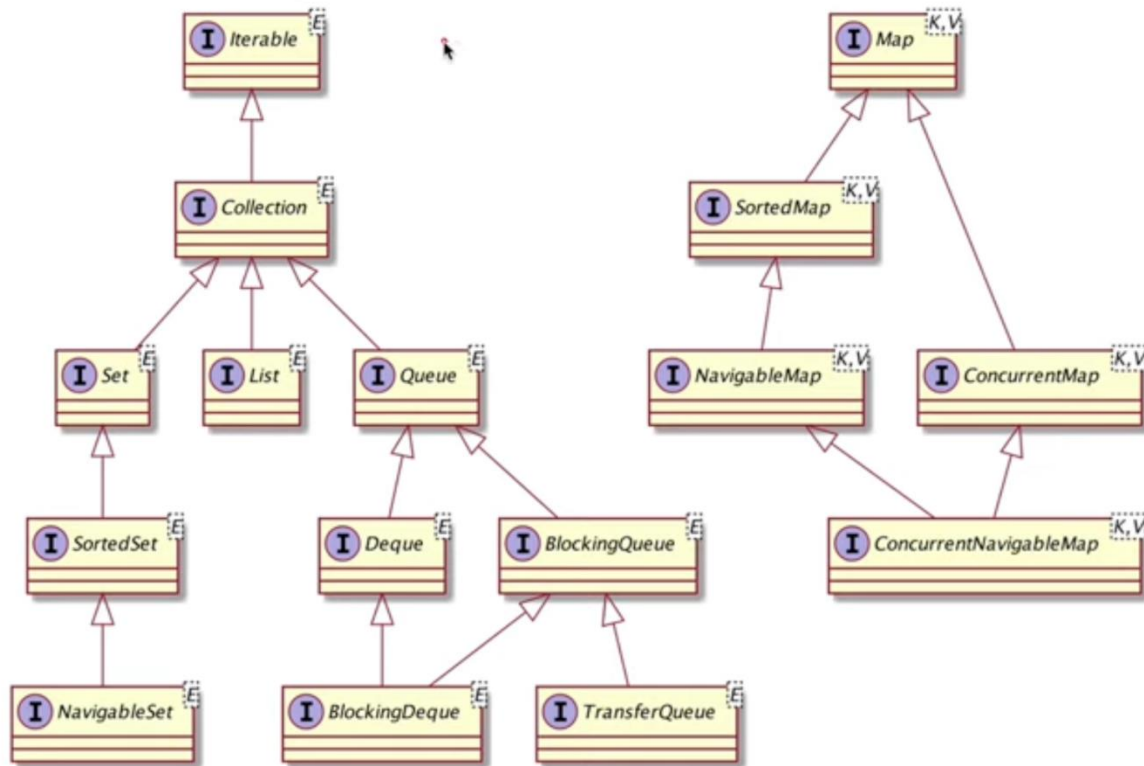 I Iterable E
I Map K,V
I Collection E
I SortedMap K,V
I Set E
I List E
I Queue E
I NavigableMap K,V
I ConcurrentMap K,V
I SortedSet E
I Deque E
I BlockingQueue E
I ConcurrentNavigableMap K,V
I NavigableSet E
I BlockingDeque E
I TransferQueue E